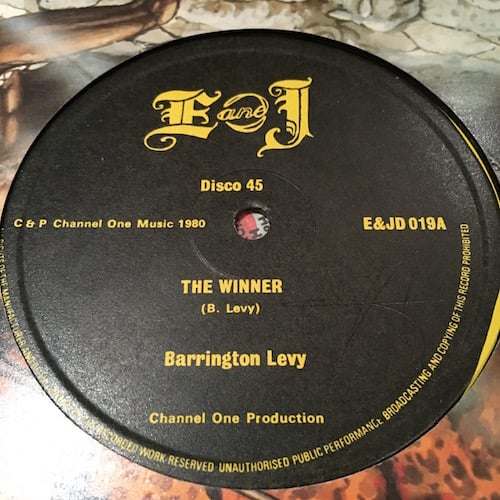 E and J
Disco 45
C & P Channel One Music 1980
E&JD 019A
THE WINNER
(B. Levy)
Barrington Levy
Channel One Production
RECORDED WORK RESERVED UNAUTHORISED PUBLIC PERFORMANCE BROADCASTING AND COPYING OF THIS RECORD PROHIBITED